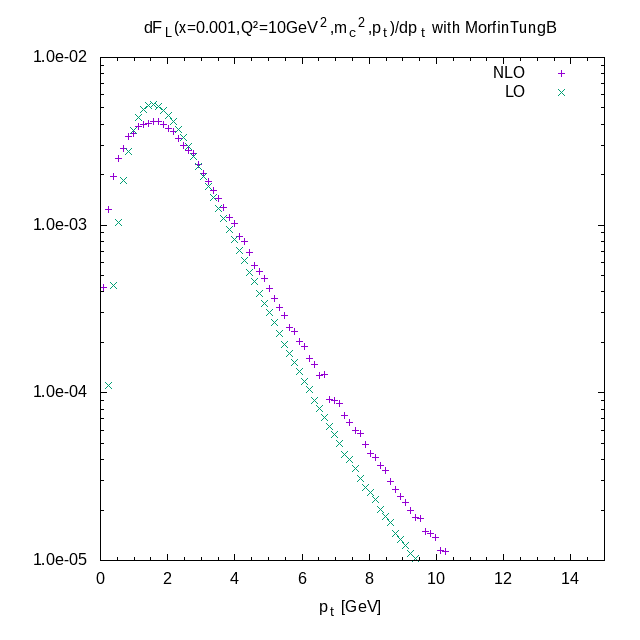 dF_L(x=0.001,Q²=10GeV²,m_c²,p_t)/dp_t with MorfinTungB
NLO
LO
1.0e-02
1.0e-03
1.0e-04
1.0e-05
0 2 4 6 8 10 12 14
p_t [GeV]